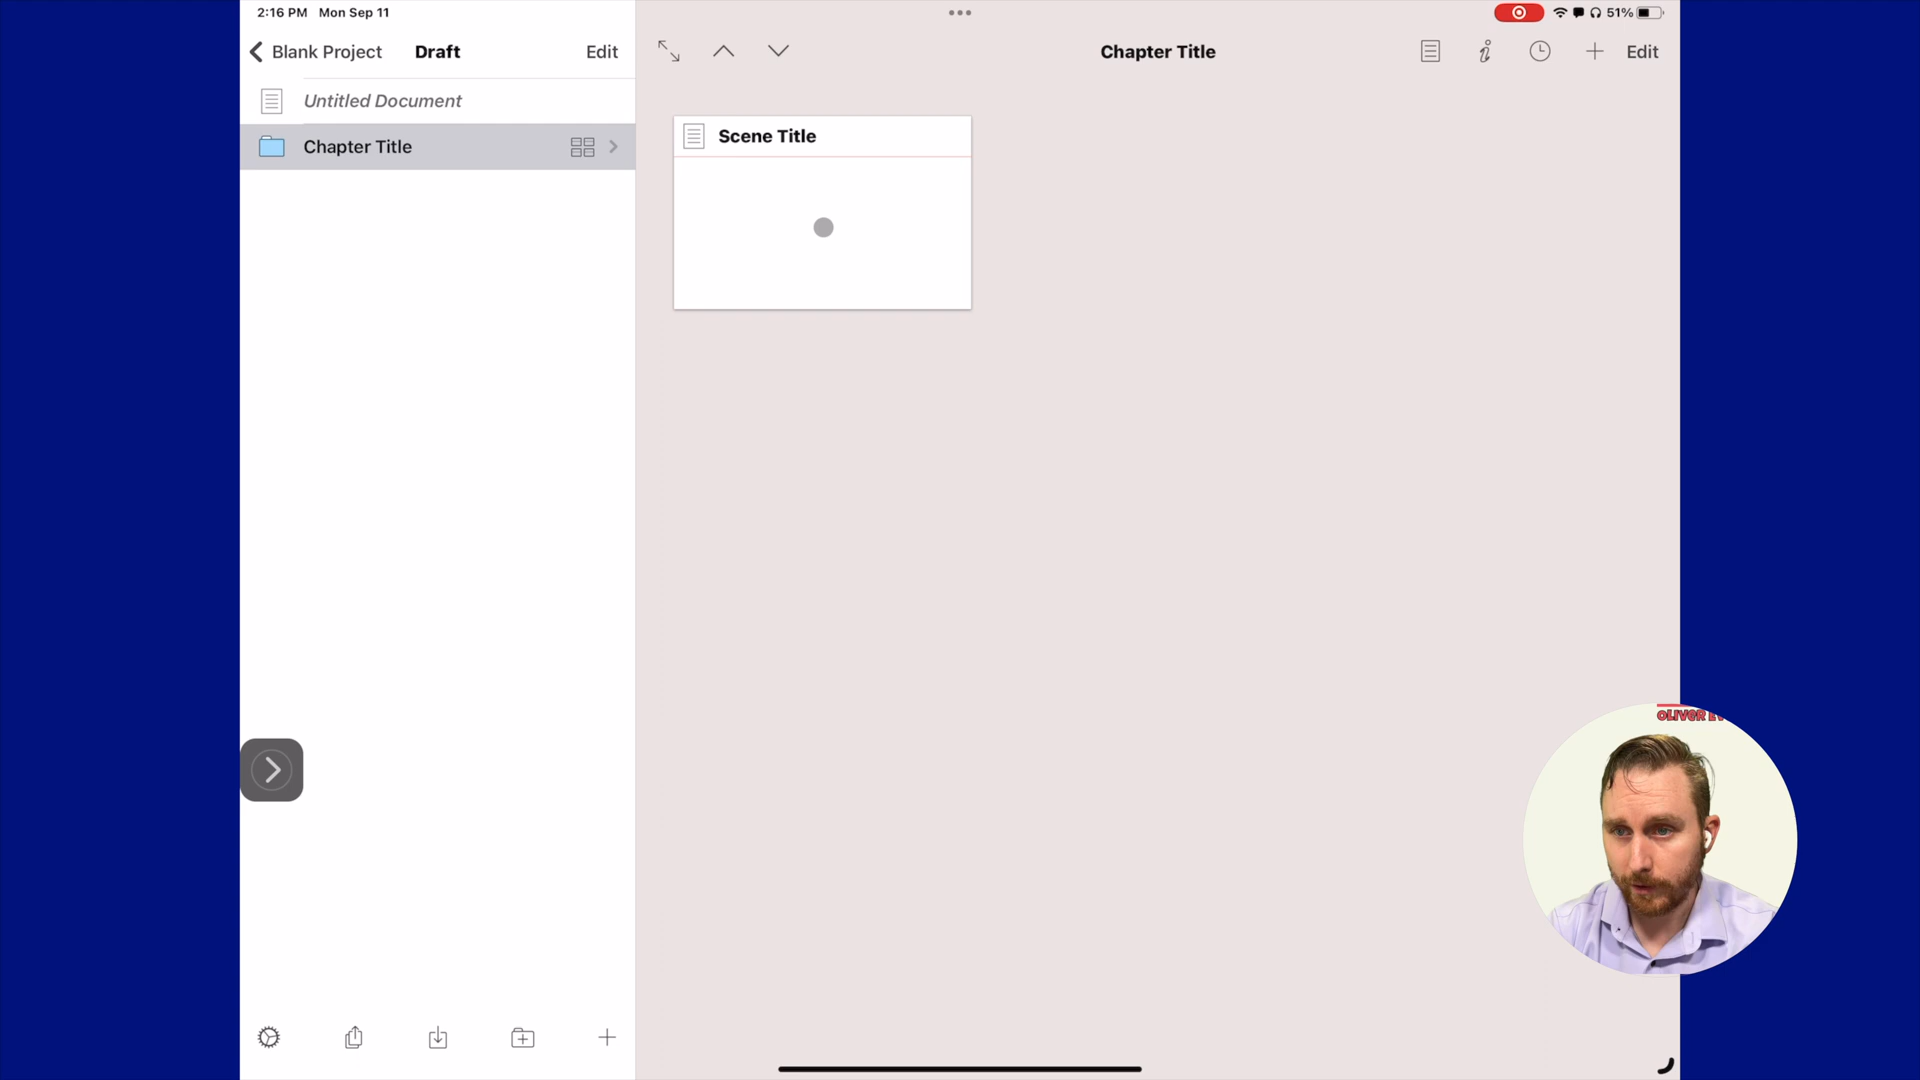 2:16 PM Mon Sep 11
51%
Blank Project
Draft
Edit
Chapter Title
Edit
Untitled Document
Chapter Title
Scene Title
OLIVER